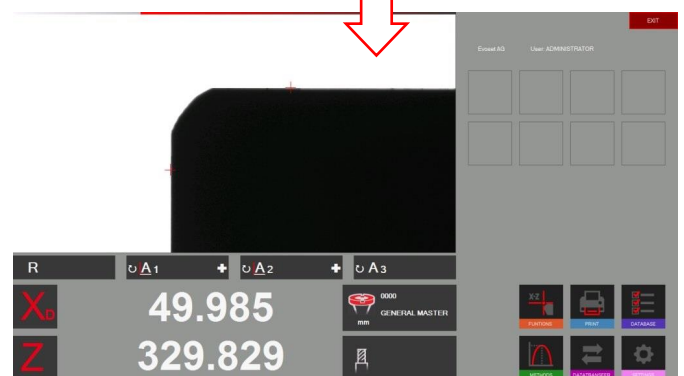 EXIT
Exoset AG User: ADMINISTRATOR
R A1 A2 A3
XD 49.985 0000
mm GENERAL MASTER
X-Z
FUNTIONS PRINT DATABASE
Z 329.829
METHODS DATATRANSFER